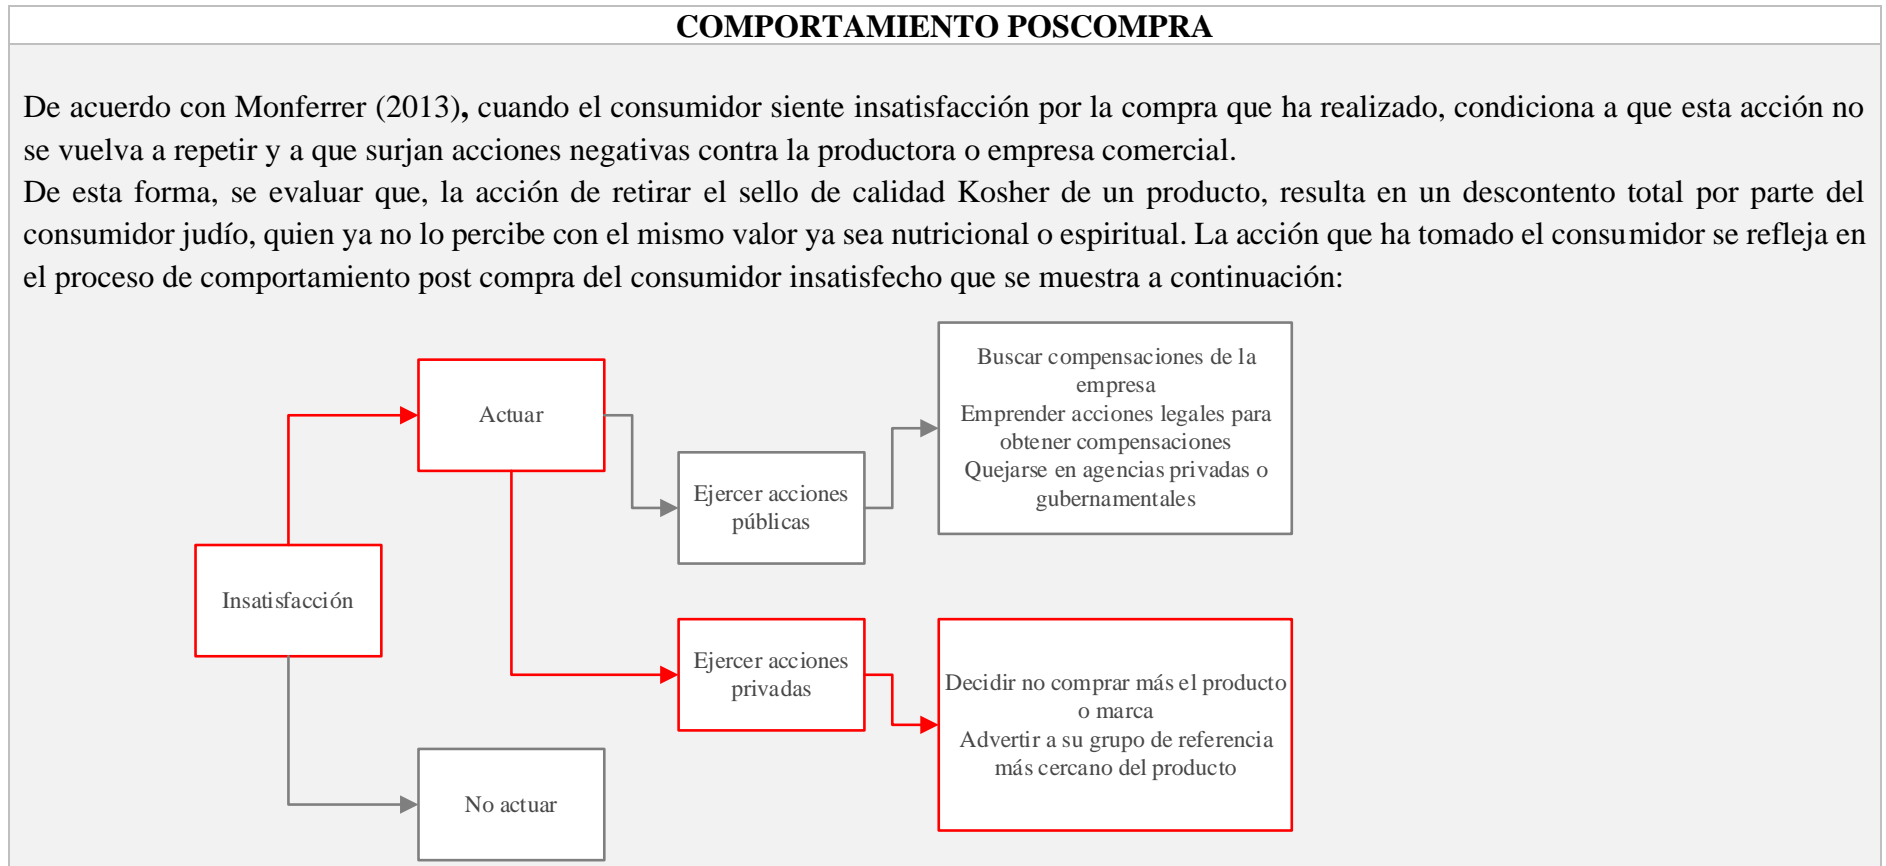 COMPORTAMIENTO POSCOMPRA
De acuerdo con Monferrer (2013), cuando el consumidor siente insatisfacción por la compra que ha realizado, condiciona a que esta acción no
se vuelva a repetir y a que surjan acciones negativas contra la productora o empresa comercial.
De esta forma, se evaluar que, la acción de retirar el sello de calidad Kosher de un producto, resulta en un descontento total por parte del
consumidor judío, quien ya no lo percibe con el mismo valor ya sea nutricional o espiritual. La acción que ha tomado el consumidor se refleja en
el proceso de comportamiento post compra del consumidor insatisfecho que se muestra a continuación:
Insatisfacción
Actuar
Ejercer acciones
públicas
Buscar compensaciones de la
empresa
Emprender acciones legales para
obtener compensaciones
Quejarse en agencias privadas o
gubernamentales
Ejercer acciones
privadas
Decidir no comprar más el producto
o marca
Advertir a su grupo de referencia
más cercano del producto
No actuar